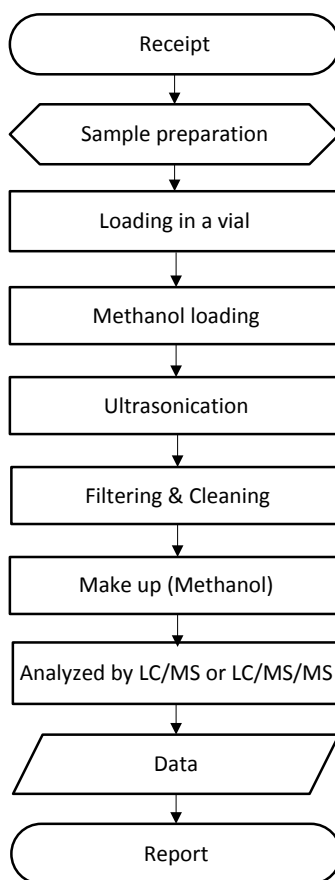 Receipt
Sample preparation
Loading in a vial
Methanol loading
Ultrasonication
Filtering & Cleaning
Make up (Methanol)
Analyzed by LC/MS or LC/MS/MS
Data
Report